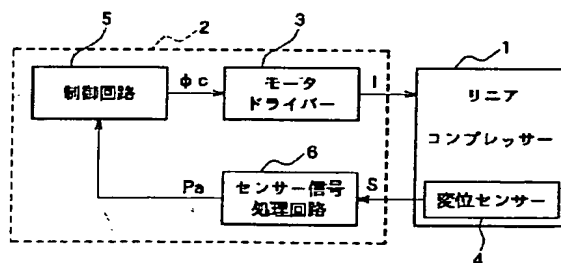 5
2
3
1
制御回路
φc
モータ
ドライバー
I
リニア
コンプレッサー
6
Pa
センサー信号
処理回路
S
変位センサー
4